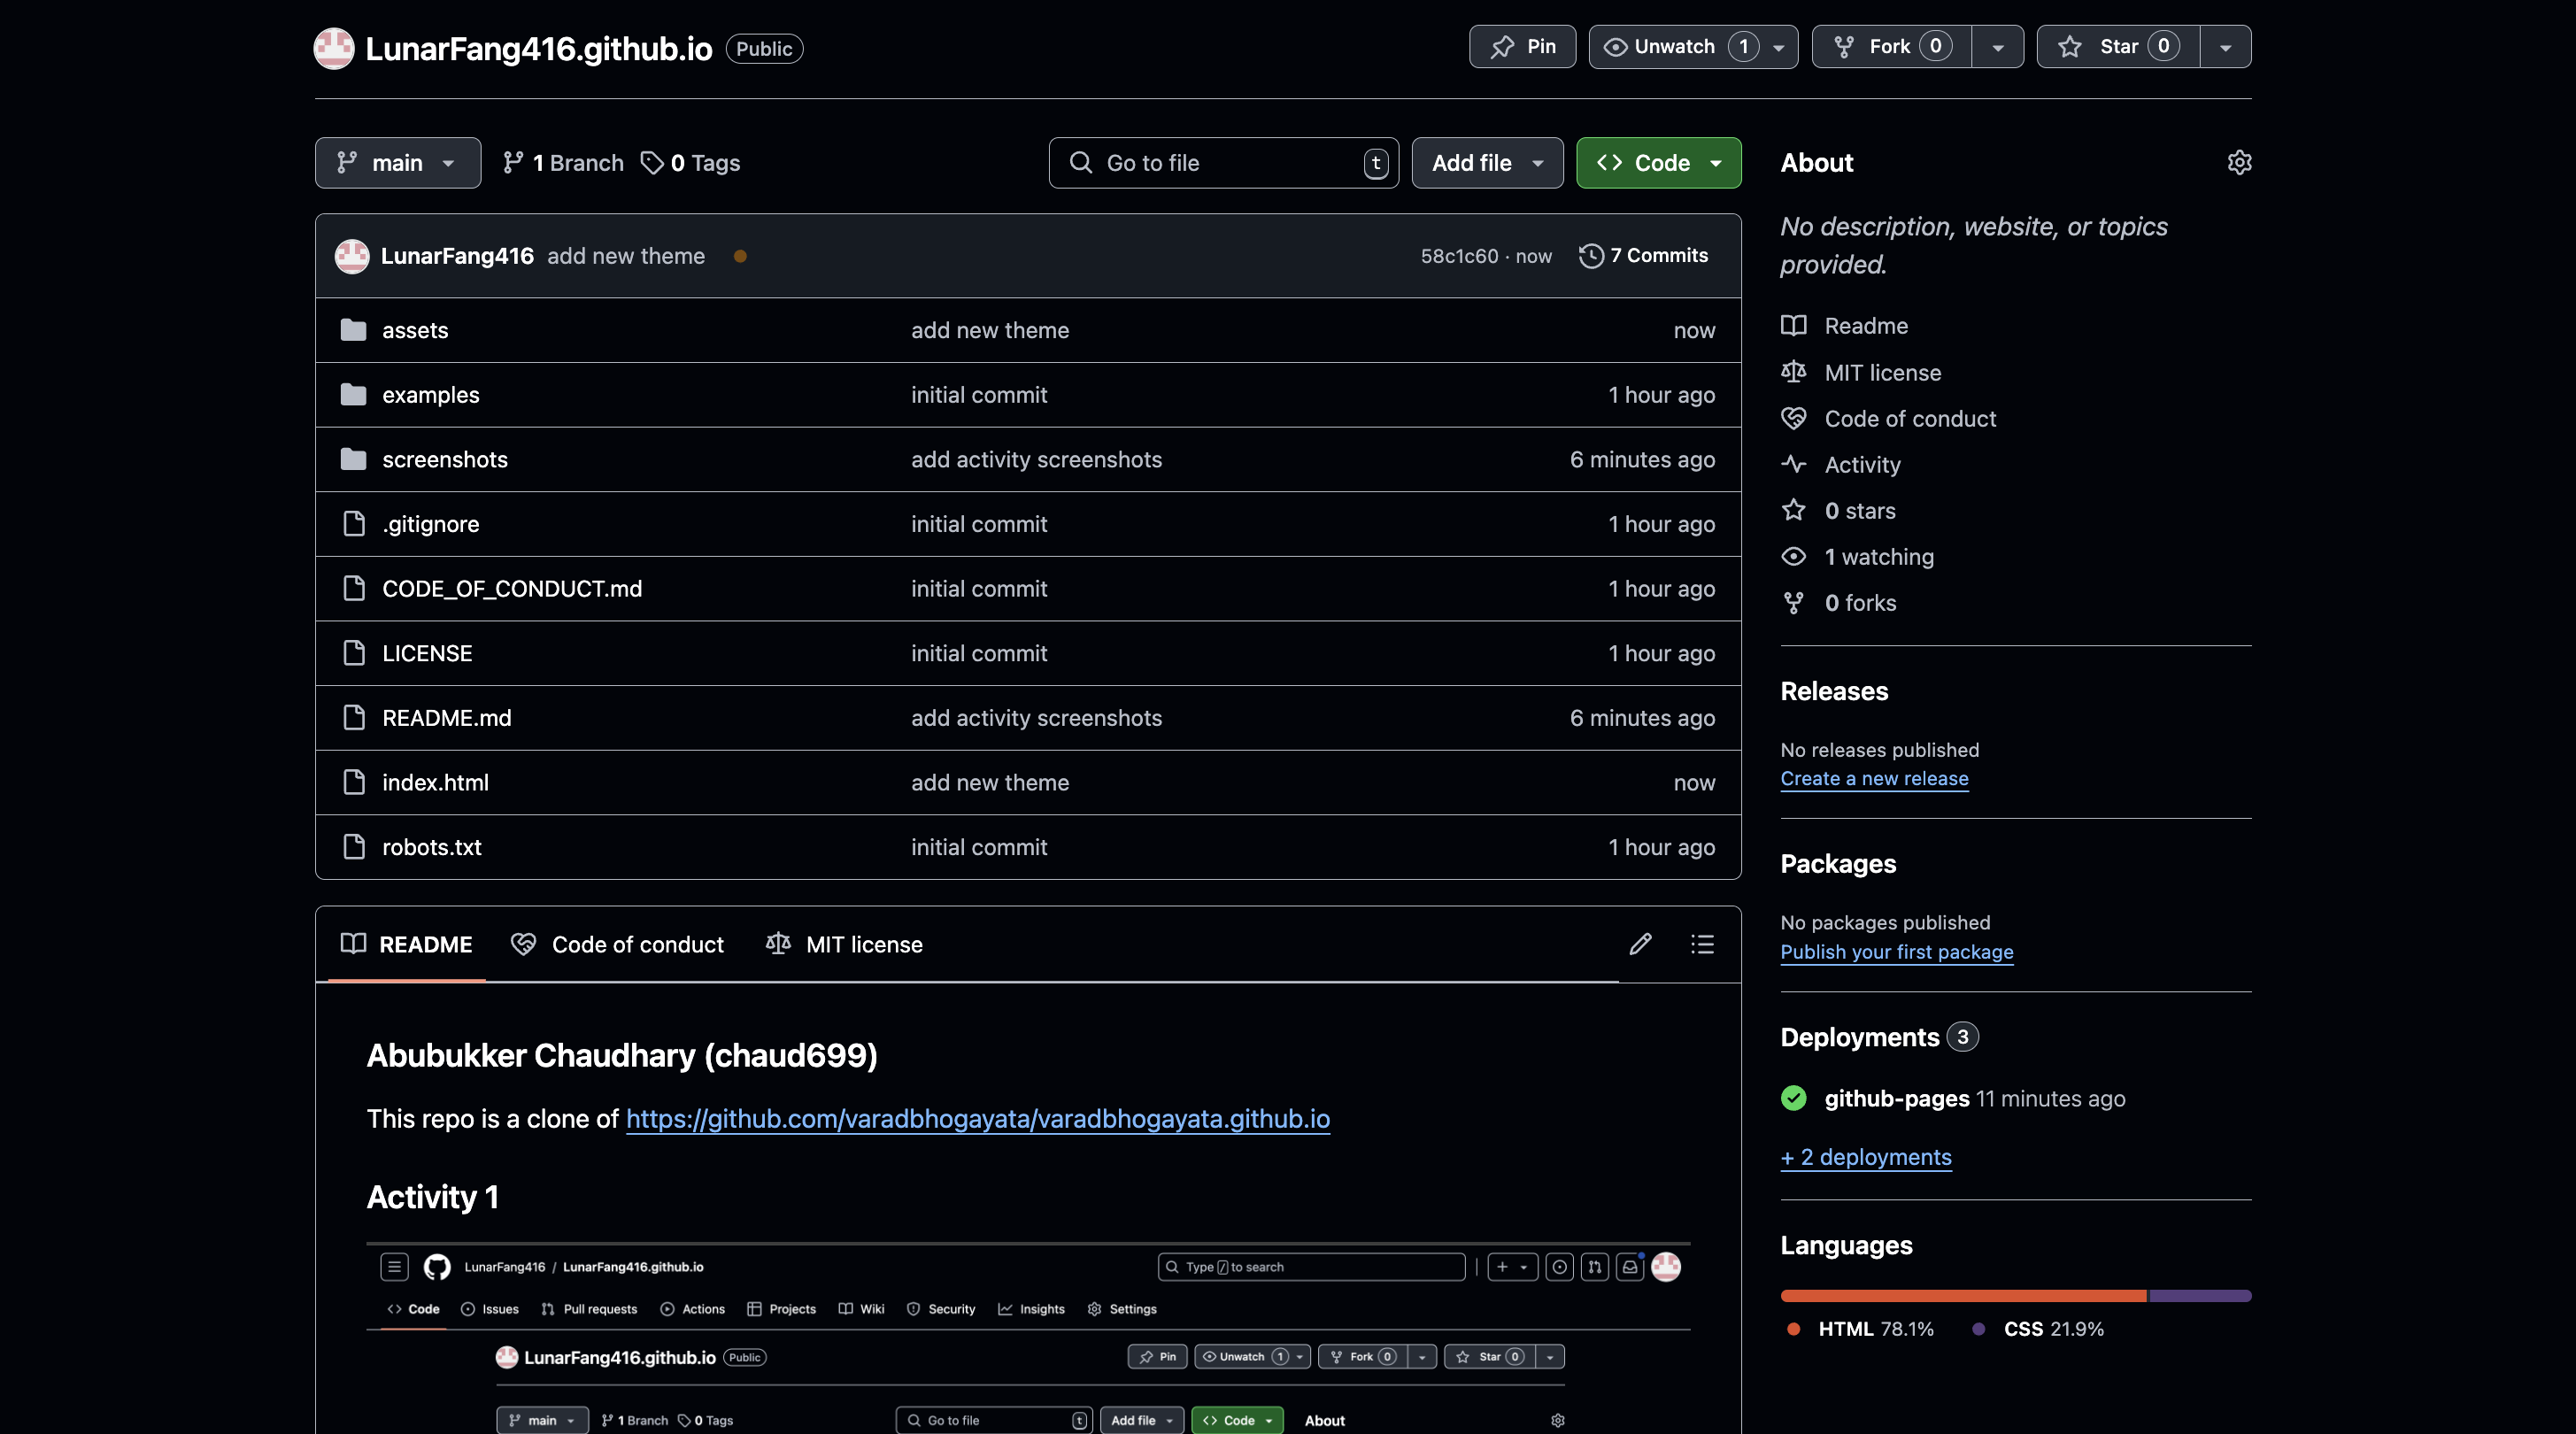 LunarFang416.github.io Public
Pin Unwatch 1 Fork 0 Star 0
main 1 Branch 0 Tags Go to file t Add file Code
LunarFang416 add new theme 58c1c60 · now 7 Commits
assets add new theme now
examples initial commit 1 hour ago
screenshots add activity screenshots 6 minutes ago
.gitignore initial commit 1 hour ago
CODE_OF_CONDUCT.md initial commit 1 hour ago
LICENSE initial commit 1 hour ago
README.md add activity screenshots 6 minutes ago
index.html add new theme now
robots.txt initial commit 1 hour ago
README Code of conduct MIT license
Abubukker Chaudhary (chaud699)
This repo is a clone of https://github.com/varadbhogayata/varadbhogayata.github.io
Activity 1
LunarFang416 / LunarFang416.github.io Type / to search
Code Issues Pull requests Actions Projects Wiki Security Insights Settings
LunarFang416.github.io Public Pin Unwatch 1 Fork 0 Star 0
main 1 Branch 0 Tags Go to file t Add file Code About
About
No description, website, or topics
provided.
Readme
MIT license
Code of conduct
Activity
0 stars
1 watching
0 forks
Releases
No releases published
Create a new release
Packages
No packages published
Publish your first package
Deployments 3
github-pages 11 minutes ago
+ 2 deployments
Languages
HTML 78.1% CSS 21.9%